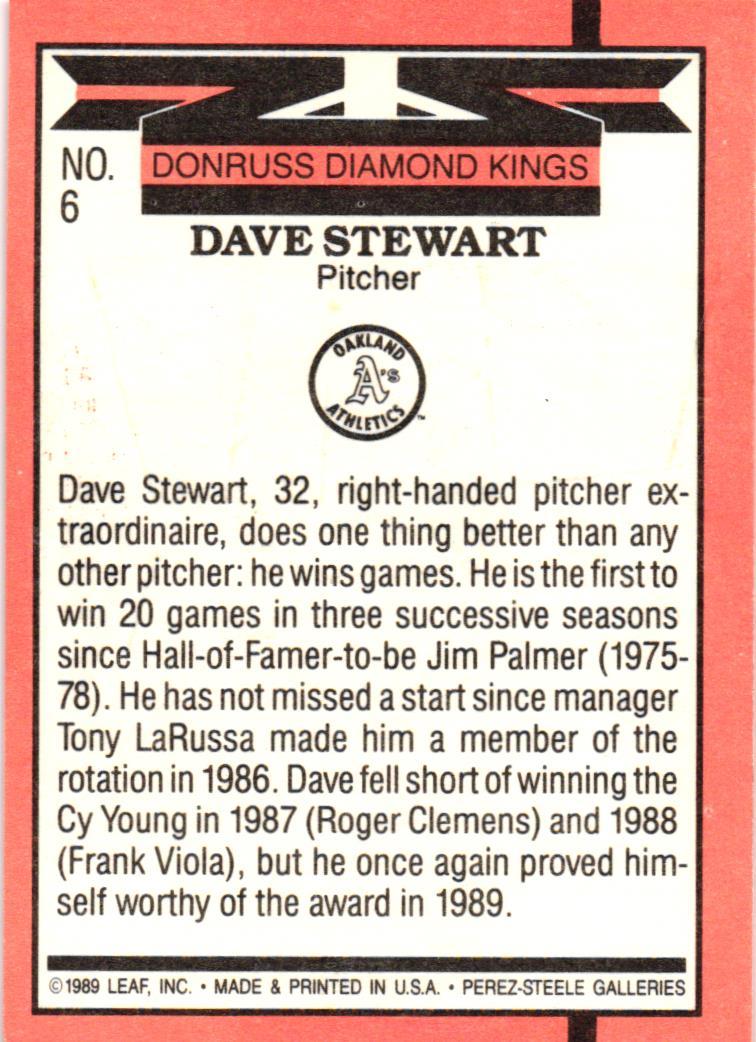 NO.
6
DONRUSS DIAMOND KINGS
DAVE STEWART
Pitcher
OAKLAND
A's
ATHLETICS™
Dave Stewart, 32, right-handed pitcher ex-
traordinaire, does one thing better than any
other pitcher: he wins games. He is the first to
win 20 games in three successive seasons
since Hall-of-Famer-to-be Jim Palmer (1975-
78). He has not missed a start since manager
Tony LaRussa made him a member of the
rotation in 1986. Dave fell short of winning the
Cy Young in 1987 (Roger Clemens) and 1988
(Frank Viola), but he once again proved him-
self worthy of the award in 1989.
©1989 LEAF, INC. • MADE & PRINTED IN U.S.A. • PEREZ-STEELE GALLERIES